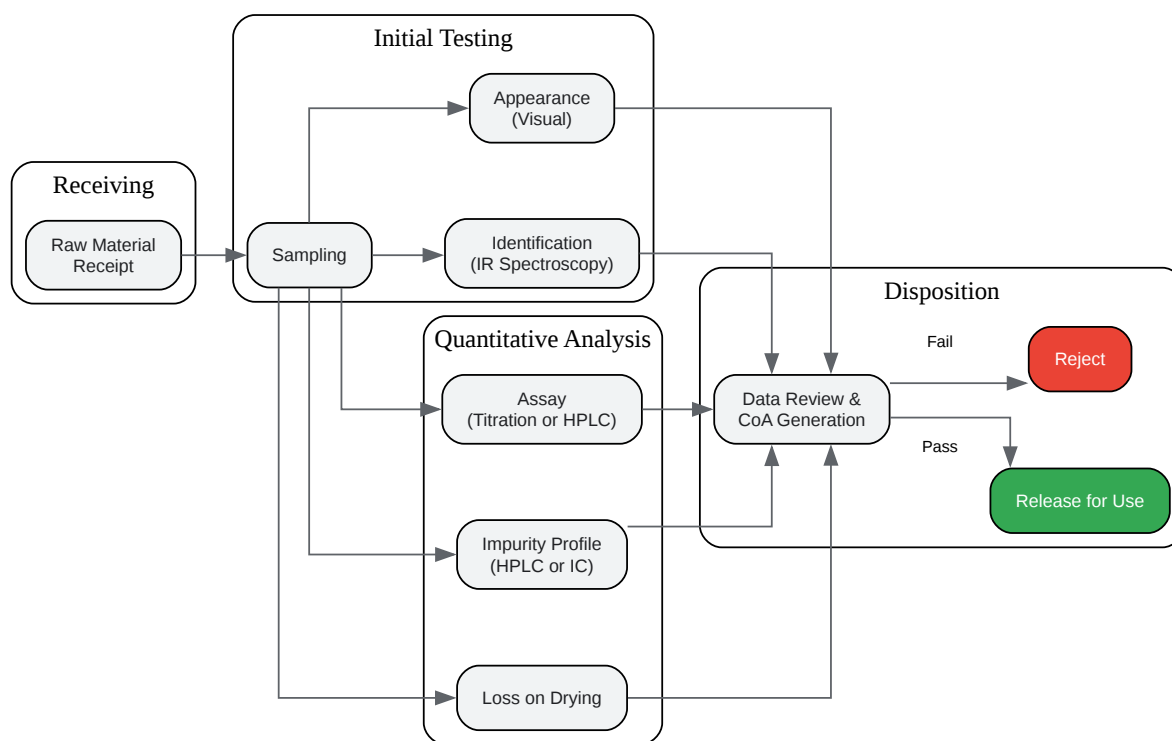 Initial Testing
Appearance
(Visual)
Receiving
Raw Material
Receipt
Sampling
Identification
(IR Spectroscopy)
Disposition
Quantitative Analysis
Fail
Reject
Assay
(Titration or HPLC)
Data Review &
CoA Generation
Pass
Release for Use
Impurity Profile
(HPLC or IC)
Loss on Drying